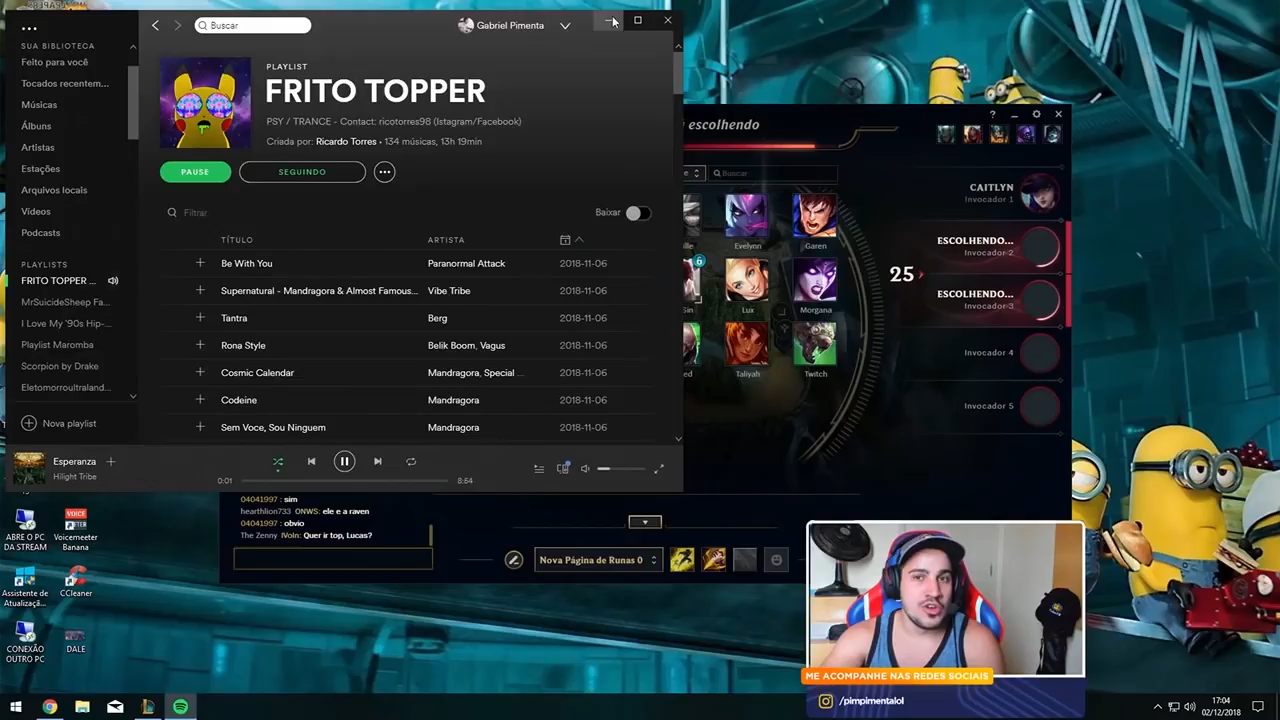 SUA BIBLIOTECA
Feito para você
Tocados recentem...
Músicas
Álbuns
Artistas
Estações
Arquivos locais
Vídeos
Podcasts
PLAYLISTS
FRITO TOPPER ...
MrSuicideSheep Fa...
I Love My '90s Hip-...
Playlist Maromba
Scorpion by Drake
Eletomorroultraland...
Nova playlist
Buscar
Gabriel Pimenta
PLAYLIST
FRITO TOPPER
PSY / TRANCE - Contact: ricotorres98 (Istagram/Facebook)
Criada por: Ricardo Torres • 134 músicas, 13h 19min
PAUSE
SEGUINDO
Filtrar
Baixar
TÍTULO ARTISTA
Be With You Paranormal Attack 2018-11-06
Supernatural - Mandragora & Almost Famous... Vibe Tribe 2018-11-06
Tantra Berg 2018-11-06
Rona Style Belik Boom, Vagus 2018-11-06
Cosmic Calendar Mandragora, Special ... 2018-11-06
Codeine Mandragora 2018-11-06
Sem Voce, Sou Ninguem Mandragora 2018-11-06
Esperanza
Hilight Tribe
0:01
8:54
escolhendo
?
Buscar
Evelynn
Garen
6
Lux
Morgana
Taliyah
Twitch
25
CAITLYN
Invocador 1
ESCOLHENDO...
Invocador 2
ESCOLHENDO...
Invocador 3
Invocador 4
Invocador 5
04041997 : sim
hearthlion733 ONWS: ele e a raven
04041997 : obvio
The Zenny IVoln: Quer ir top, Lucas?
Nova Página de Runas 0
ABRE O PC
DA STREAM
Voicemeeter
Banana
Assistente de
Atualizaçã...
CCleaner
CONEXÃO
OUTRO PC
DALE
ME ACOMPANHE NAS REDES SOCIAIS
/pimpimentalol
17:04
02/12/2018